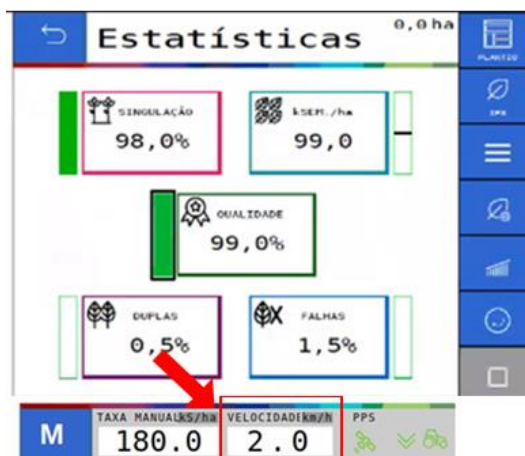 Estatísticas
0,0 ha
PLANTIO
SINGULAÇÃO
98,0%
kSEM./ha
99,0
QUALIDADE
99,0%
DUPLAS
0,5%
FALHAS
1,5%
TAXA MANUAL kS/ha
180.0
VELOCIDADE km/h
2.0
PPS
M